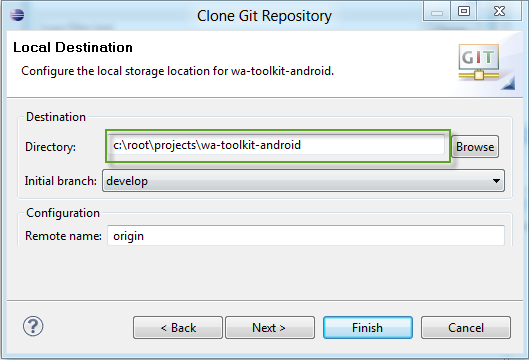 Clone Git Repository
Local Destination
Configure the local storage location for wa-toolkit-android.
GIT
Destination
Directory: c:\root\projects\wa-toolkit-android Browse
Initial branch: develop
Configuration
Remote name: origin
? < Back Next > Finish Cancel